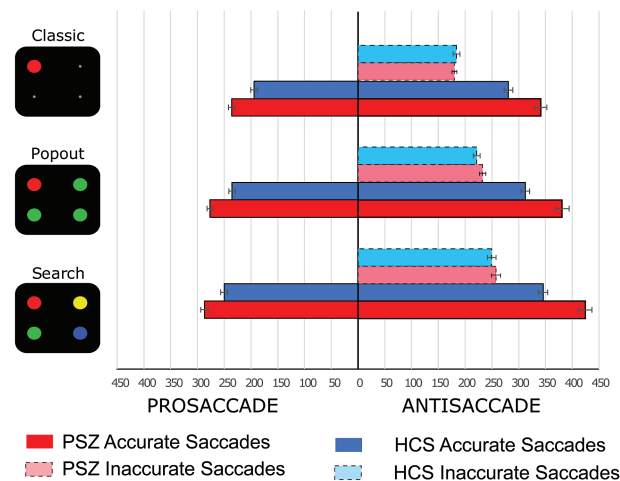 Classic
Popout
Search
450 400 350 300 250 200 150 100 50 0 50 100 150 200 250 300 350 400 450
PROSACCADE ANTISACCADE
PSZ Accurate Saccades HCS Accurate Saccades
PSZ Inaccurate Saccades HCS Inaccurate Saccades